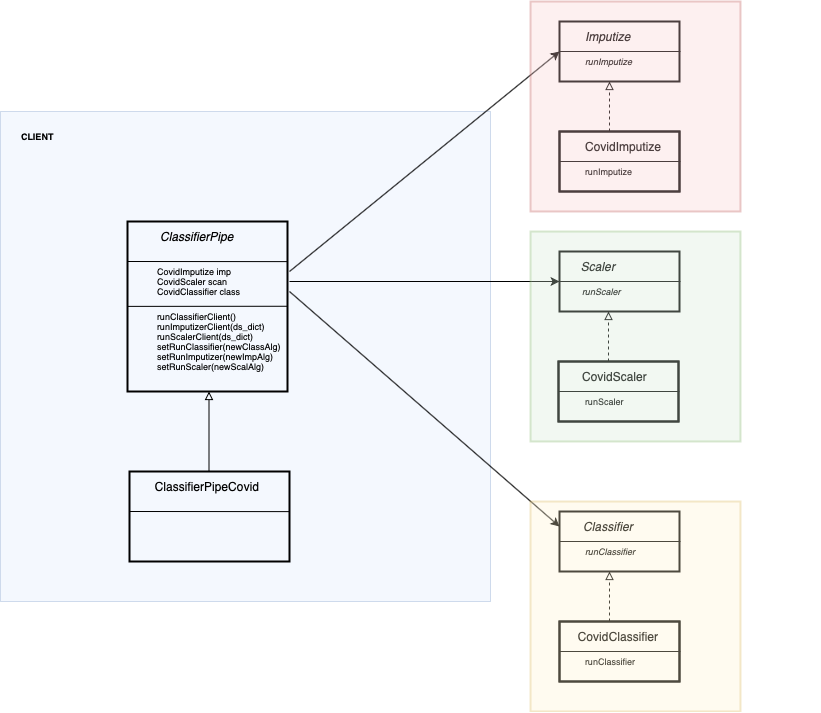 CLIENT
ClassifierPipe
CovidImputize imp
CovidScaler scan
CovidClassifier class
runClassifierClient()
runImputizerClient(ds_dict)
runScalerClient(ds_dict)
setRunClassifier(newClassAlg)
setRunImputizer(newImpAlg)
setRunScaler(newScalAlg)
ClassifierPipeCovid
Imputize
runImputize
CovidImputize
runImputize
Scaler
runScaler
CovidScaler
runScaler
Classifier
runClassifier
CovidClassifier
runClassifier